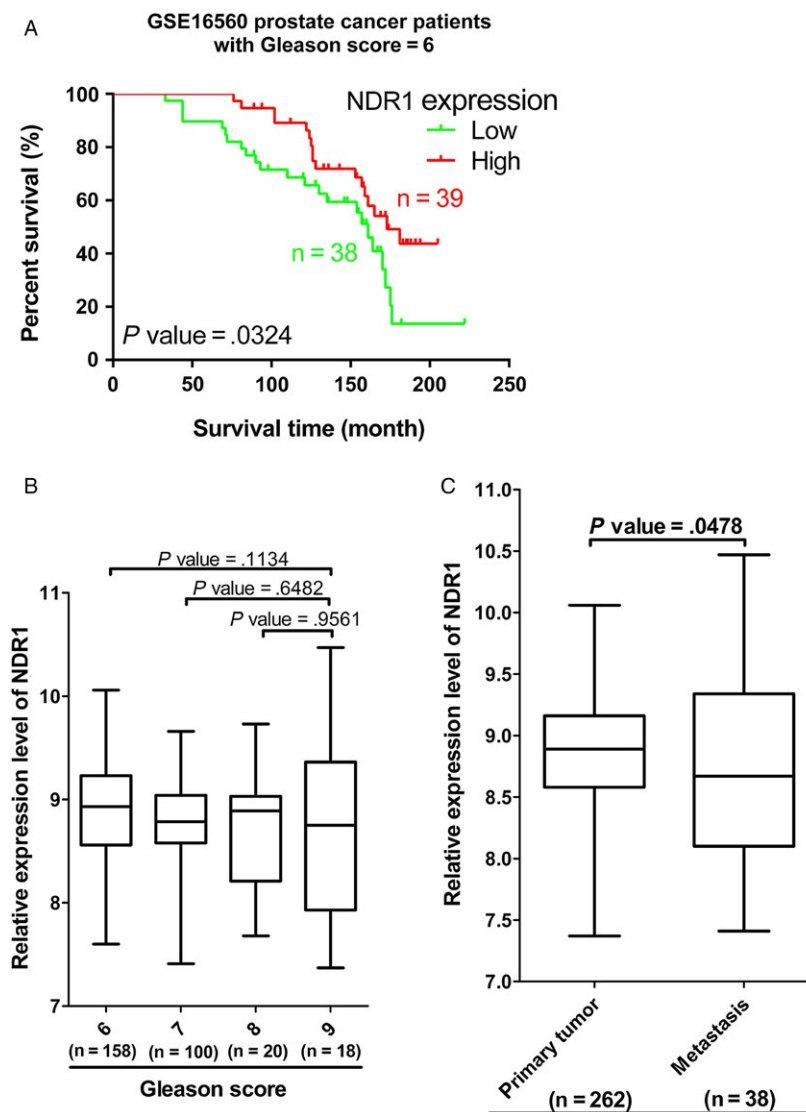 A
GSE16560 prostate cancer patients
with Gleason score = 6
NDR1 expression
Low
High
n = 39
n = 38
P value = .0324
Percent survival (%)
100
80
60
40
20
0
0 50 100 150 200 250
Survival time (month)
B
P value = .1134
P value = .6482
P value = .9561
Relative expression level of NDR1
11
10
9
8
7
6 7 8 9
(n = 158) (n = 100) (n = 20) (n = 18)
Gleason score
C
P value = .0478
Relative expression level of NDR1
11.0
10.5
10.0
9.5
9.0
8.5
8.0
7.5
7.0
Primary tumor Metastasis
(n = 262) (n = 38)